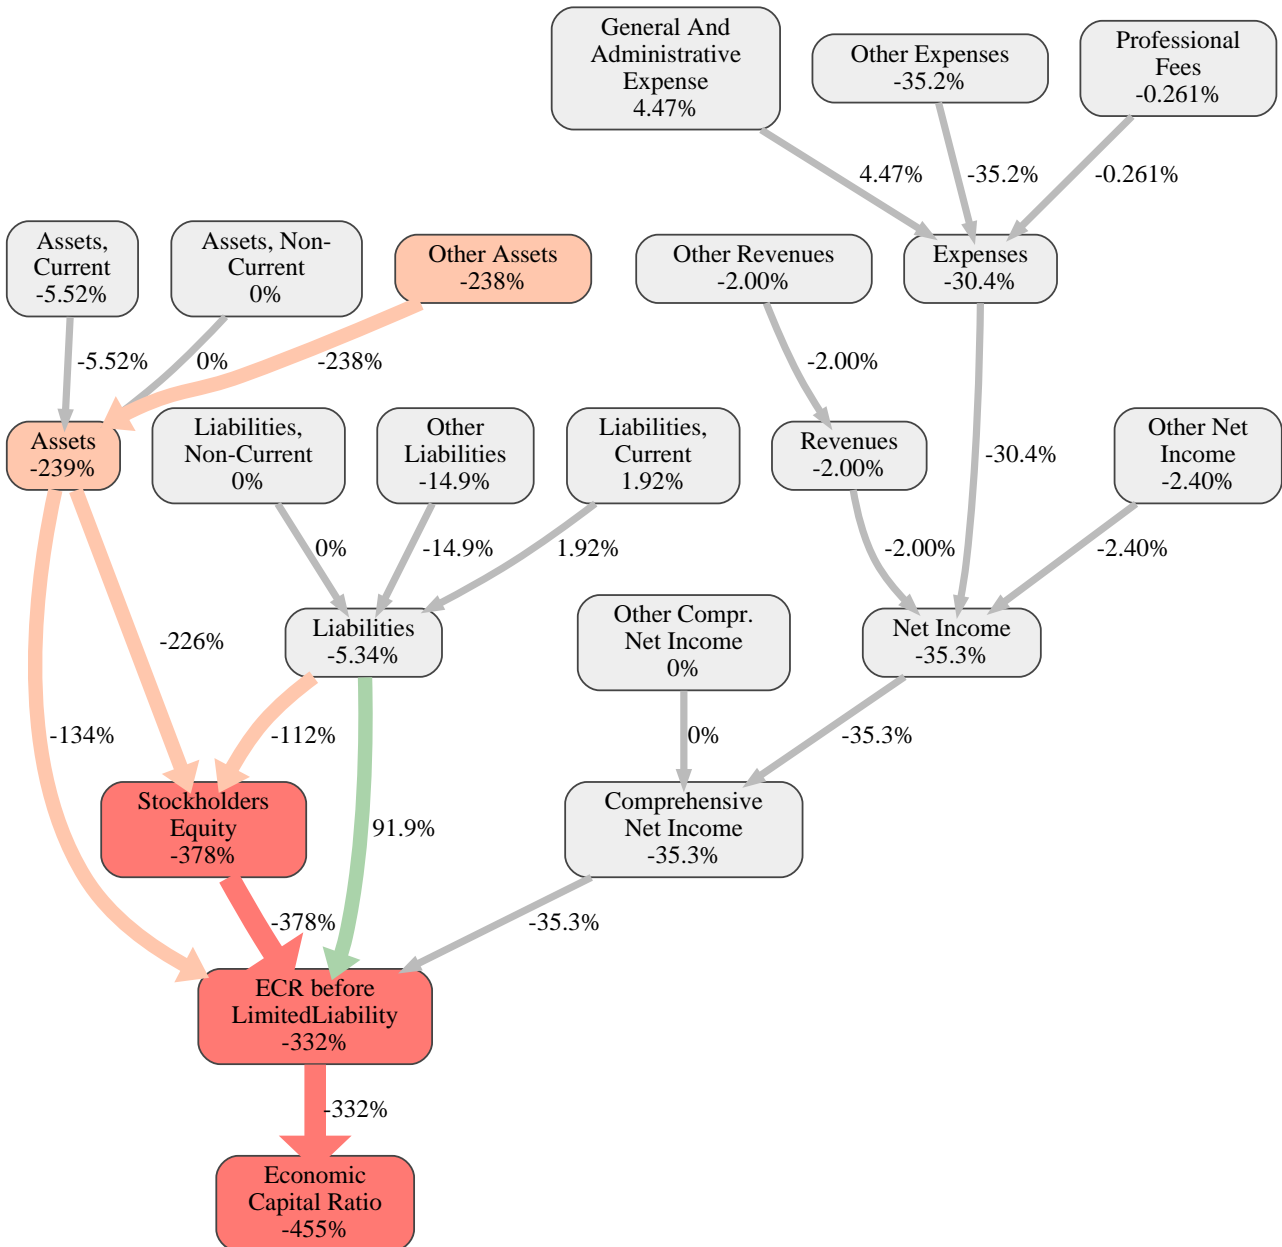 General And
Administrative
Expense
4.47%
Other Expenses
-35.2%
Professional
Fees
-0.261%
4.47%
-35.2%
-0.261%
Assets,
Current
-5.52%
Assets, Non-
Current
0%
Other Assets
-238%
Other Revenues
-2.00%
Expenses
-30.4%
-5.52%
0%
-238%
-2.00%
Assets
-239%
Liabilities,
Non-Current
0%
Other
Liabilities
-14.9%
Liabilities,
Current
1.92%
Revenues
-2.00%
-30.4%
Other Net
Income
-2.40%
0%
-14.9%
1.92%
-2.00%
-2.40%
-226%
Liabilities
-5.34%
Other Compr.
Net Income
0%
Net Income
-35.3%
-134%
-112%
0%
-35.3%
Stockholders
Equity
-378%
91.9%
Comprehensive
Net Income
-35.3%
-378%
-35.3%
ECR before
LimitedLiability
-332%
-332%
Economic
Capital Ratio
-455%